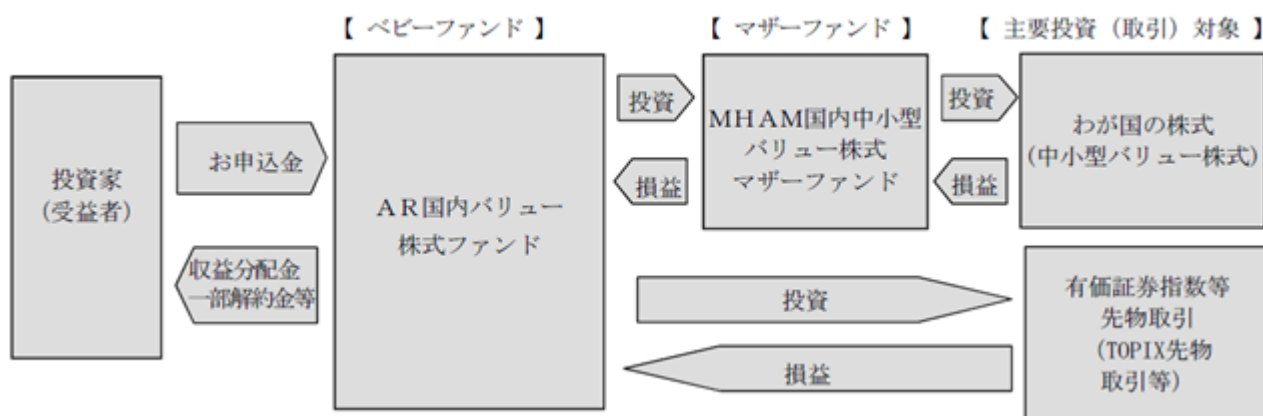 【 ベビーファンド 】
【 マザーファンド 】
【 主要投資（取引）対象 】
投資家
(受益者)
お申込金
収益分配金
一部解約金等
ＡＲ国内バリュー
株式ファンド
投資
損益
ＭＨＡＭ国内中小型
バリュー株式
マザーファンド
投資
損益
わが国の株式
(中小型バリュー株式)
投資
損益
有価証券指数等
先物取引
(TOPIX先物
取引等)